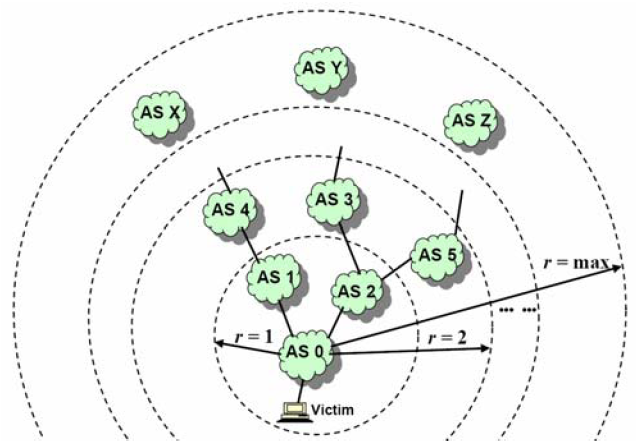 AS Y
AS X
AS Z
AS 3
AS 4
AS 5
r = max
AS 1
AS 2
... ...
r = 1
r = 2
AS 0
Victim